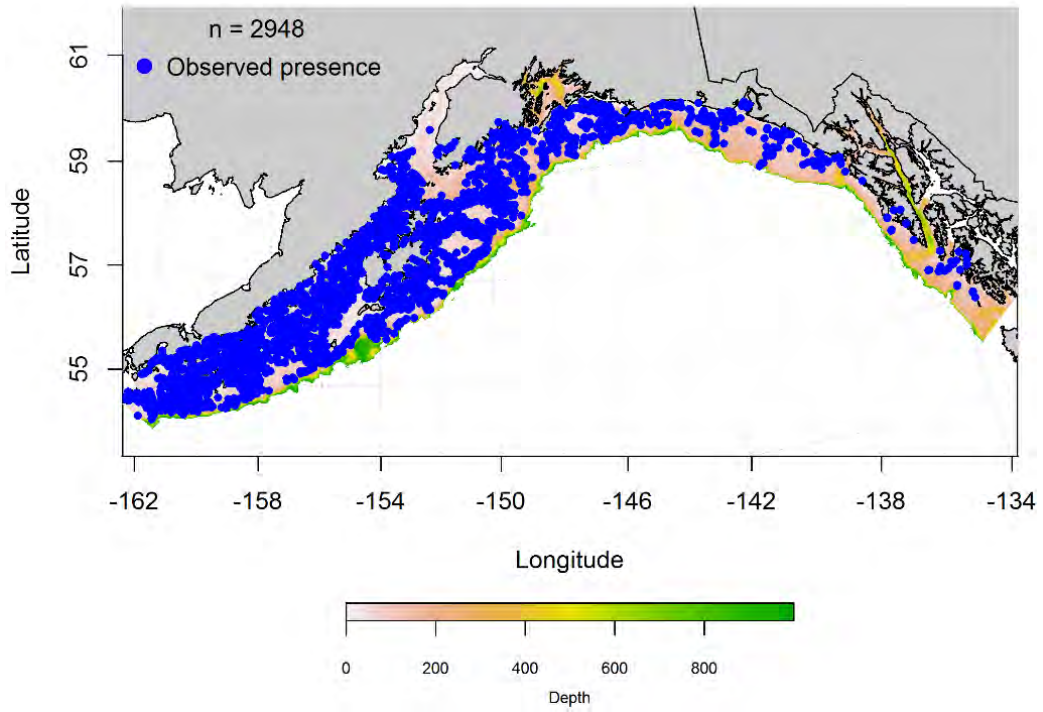 n = 2948
Observed presence
61
59
57
55
Latitude
-162 -158 -154 -150 -146 -142 -138 -134
Longitude
0 200 400 600 800
Depth